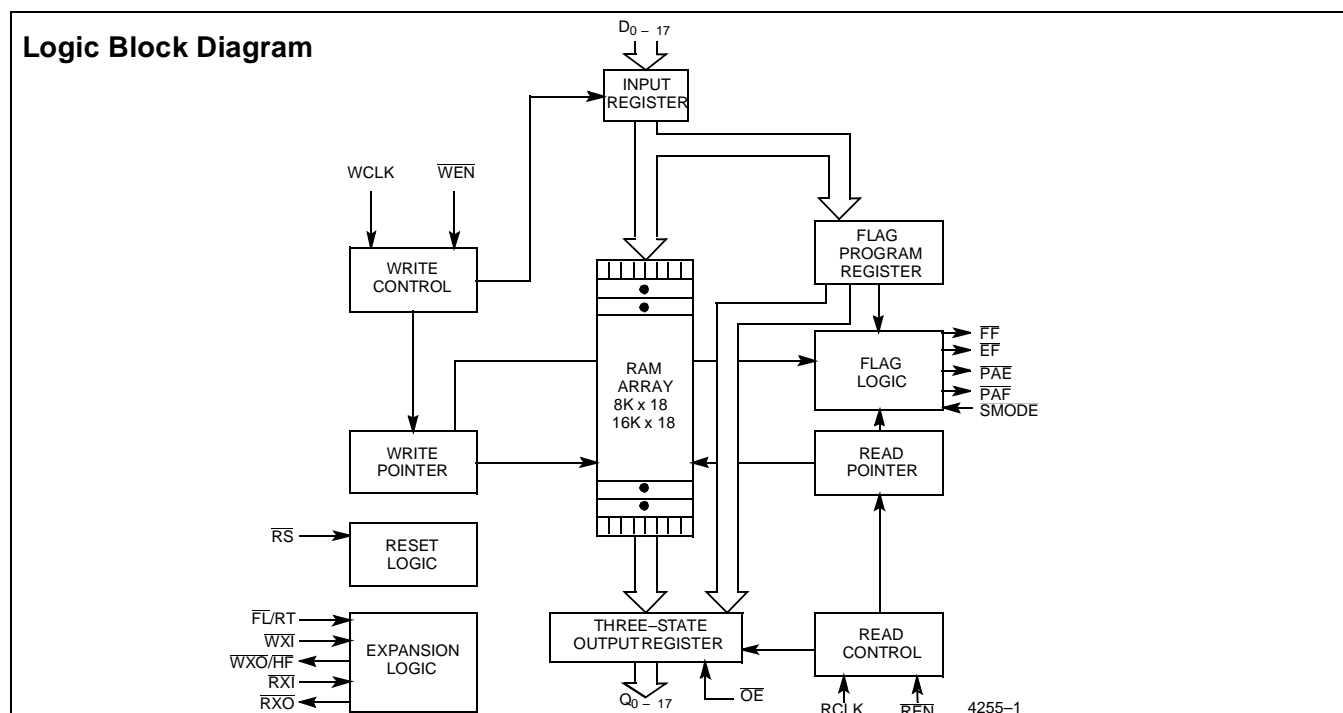 Logic Block Diagram
D0 – 17
INPUT
REGISTER
WCLK
WEN
FLAG
PROGRAM
REGISTER
WRITE
CONTROL
FF
EF
PAE
PAF
SMODE
FLAG
LOGIC
RAM
ARRAY
8K x 18
16K x 18
WRITE
POINTER
READ
POINTER
RS
RESET
LOGIC
FL/RT
WXI
WXO/HF
RXI
RXO
EXPANSION
LOGIC
THREE–STATE
OUTPUT REGISTER
READ
CONTROL
Q0 – 17
OE
RCLK
REN
4255–1